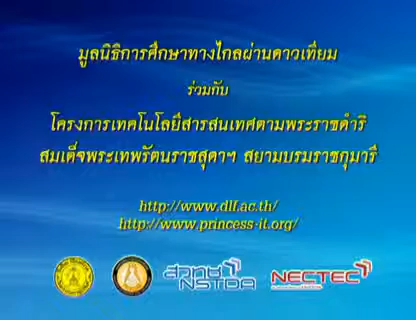 มูลนิธิการศึกษาทางไกลผ่านดาวเทียม
ร่วมกับ
โครงการเทคโนโลยีสารสนเทศตามพระราชดำริ
สมเด็จพระเทพรัตนราชสุดาฯ สยามบรมราชกุมารี
http://www.dlf.ac.th/
http://www.princess-it.org/
สวทช
NSTDA
NECTEC